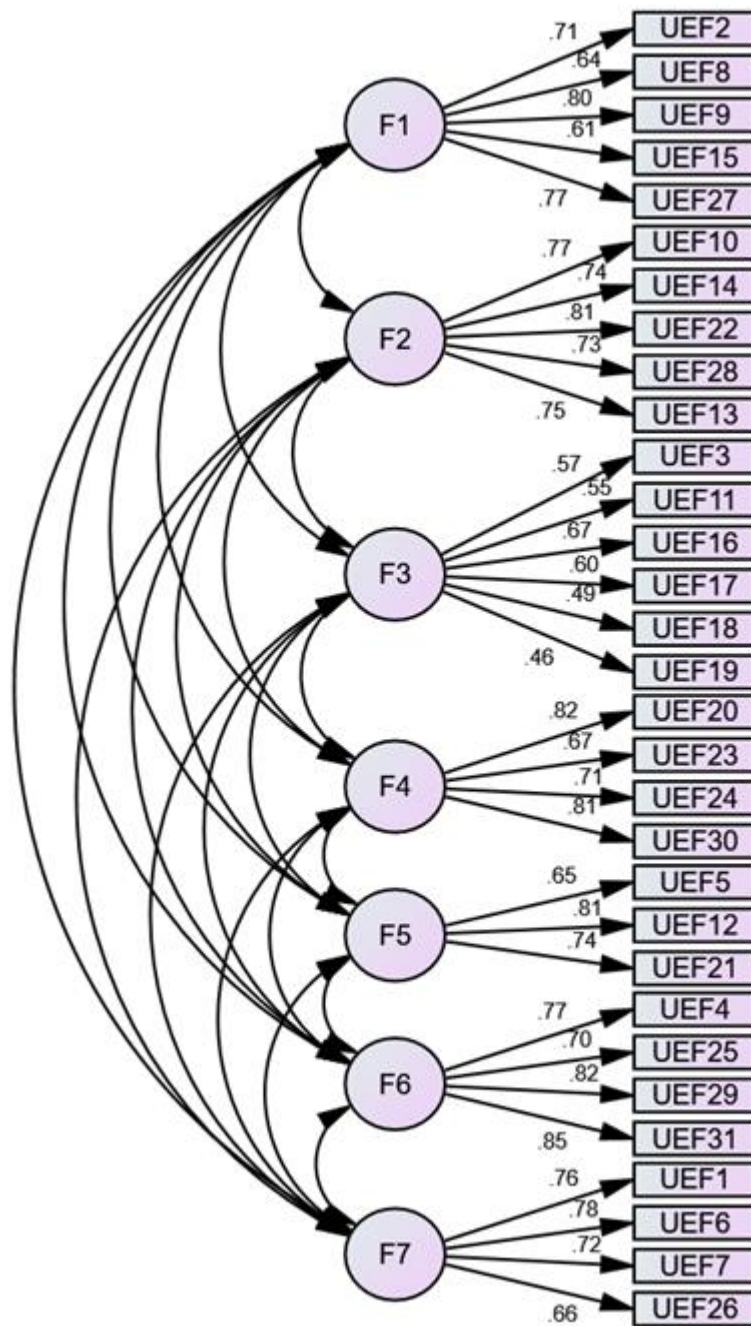 .71 UEF2
.64 UEF8
F1 .80 UEF9
.61 UEF15
.77 UEF27
.77 UEF10
.74 UEF14
F2 .81 UEF22
.73 UEF28
.75 UEF13
.57 UEF3
.55 UEF11
F3 .67 UEF16
.60 UEF17
.49 UEF18
.46 UEF19
.82 UEF20
.67 UEF23
F4 .71 UEF24
.81 UEF30
.65 UEF5
F5 .81 UEF12
.74 UEF21
.77 UEF4
.70 UEF25
F6 .82 UEF29
.85 UEF31
.76 UEF1
.78 UEF6
F7 .72 UEF7
.66 UEF26